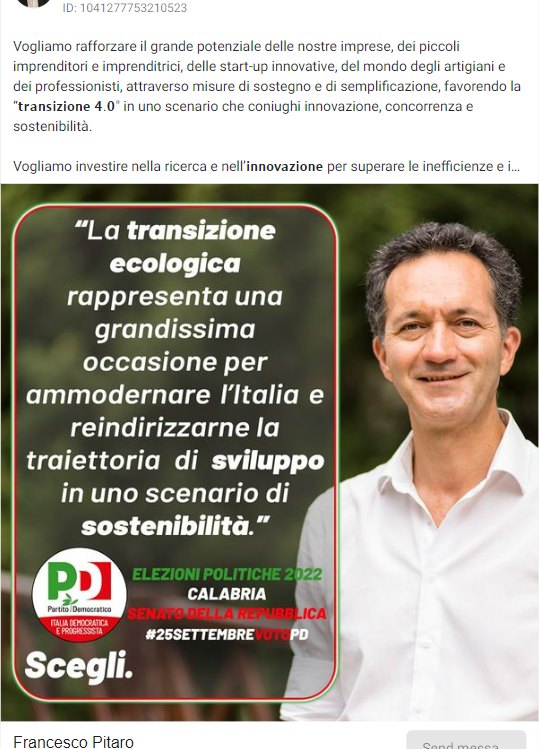 ID: 1041277753210523
Vogliamo rafforzare il grande potenziale delle nostre imprese, dei piccoli
imprenditori e imprenditrici, delle start-up innovative, del mondo degli artigiani e
dei professionisti, attraverso misure di sostegno e di semplificazione, favorendo la
“transizione 4.0” in uno scenario che coniughi innovazione, concorrenza e
sostenibilità.
Vogliamo investire nella ricerca e nell’innovazione per superare le inefficienze e i...
“La transizione
ecologica
rappresenta una
grandissima
occasione per
ammodernare l’Italia e
reindirizzarne la
traiettoria di sviluppo
in uno scenario di
sostenibilità.”
PD
Partito Democratico
ITALIA DEMOCRATICA
E PROGRESSISTA
ELEZIONI POLITICHE 2022
CALABRIA
SENATO DELLA REPUBBLICA
#25SETTEMBREVOTOPD
Scegli.
Francesco Pitaro
Send messa